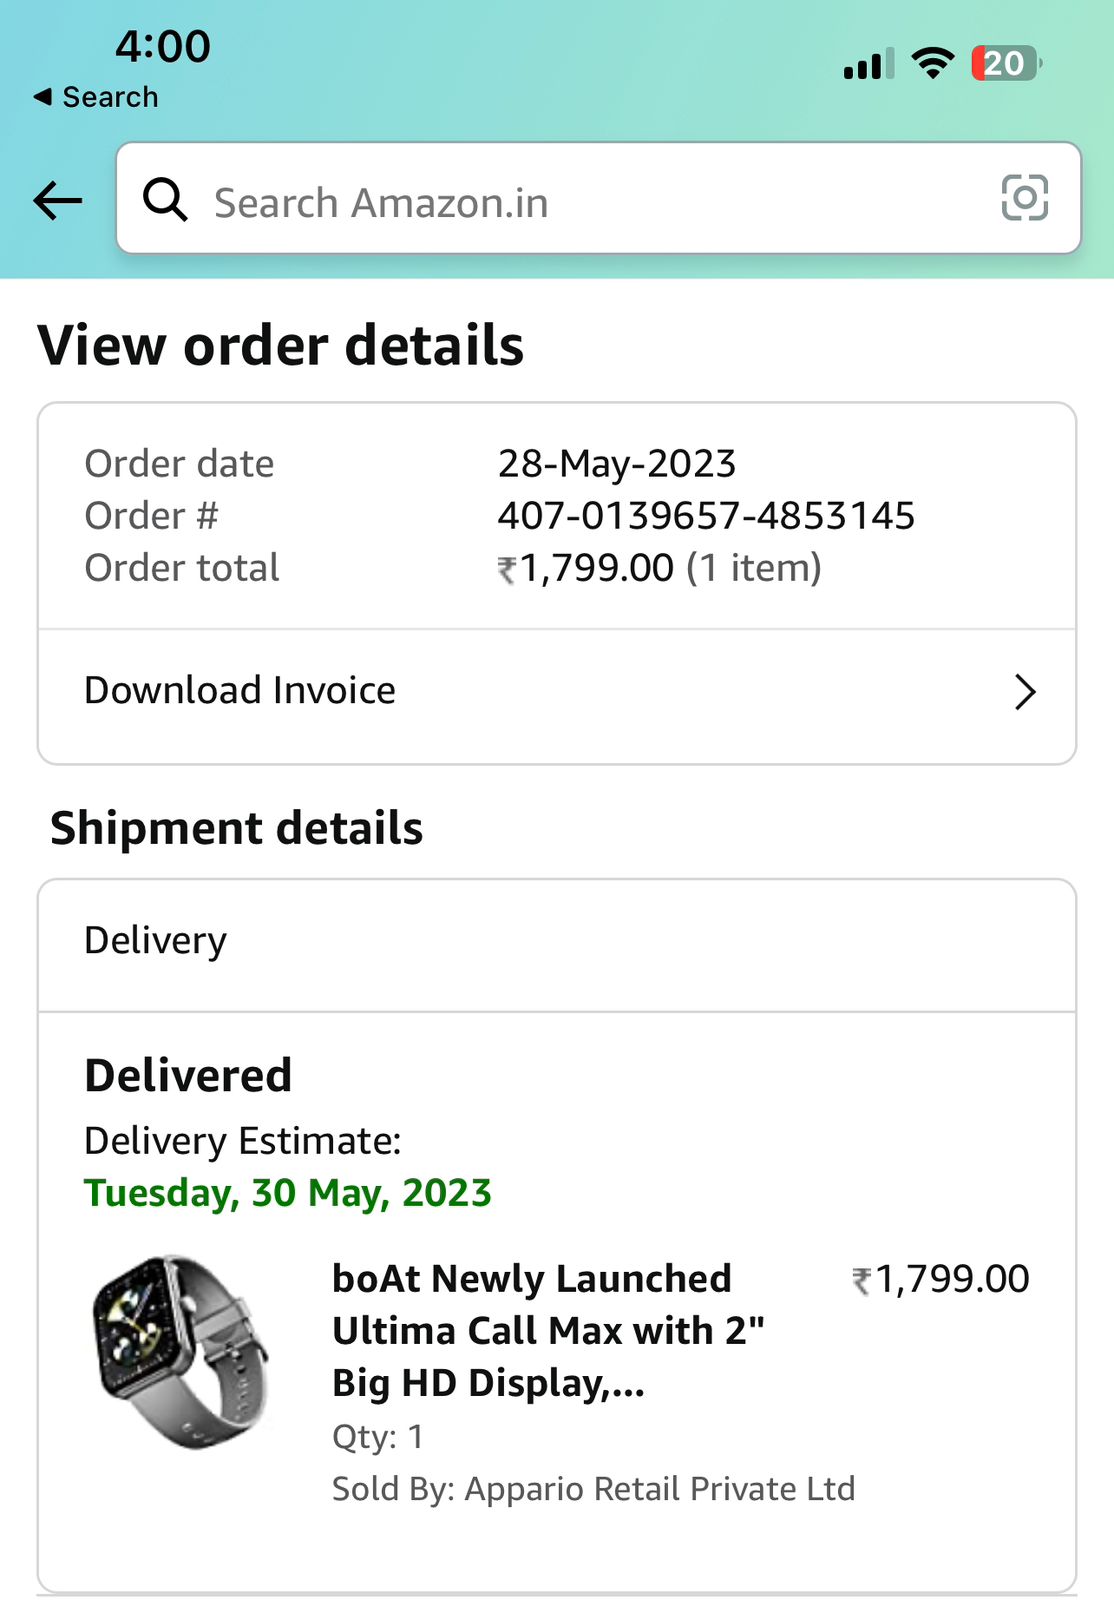 4:00
20
◀ Search
Search Amazon.in
View order details
Order date 28-May-2023
Order # 407-0139657-4853145
Order total ₹1,799.00 (1 item)
Download Invoice
Shipment details
Delivery
Delivered
Delivery Estimate:
Tuesday, 30 May, 2023
boAt Newly Launched ₹1,799.00
Ultima Call Max with 2"
Big HD Display,...
Qty: 1
Sold By: Appario Retail Private Ltd